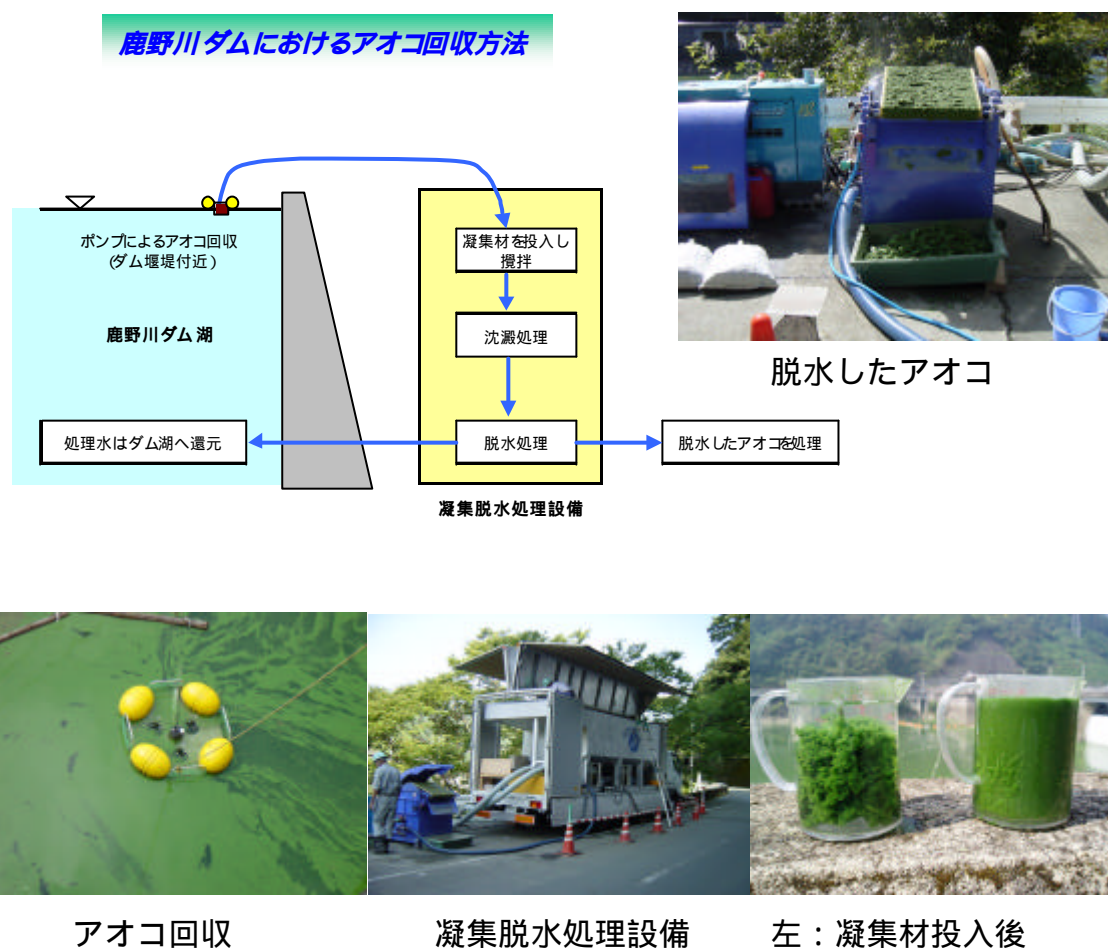 鹿野川ダムにおけるアオコ回収方法
ポンプによるアオコ回収
(ダム堰堤付近)
鹿野川ダム湖
処理水はダム湖へ還元
凝集材を投入し
攪拌
沈澱処理
脱水処理
脱水したアオコを処理
凝集脱水処理設備
脱水したアオコ
アオコ回収
凝集脱水処理設備
左:凝集材投入後